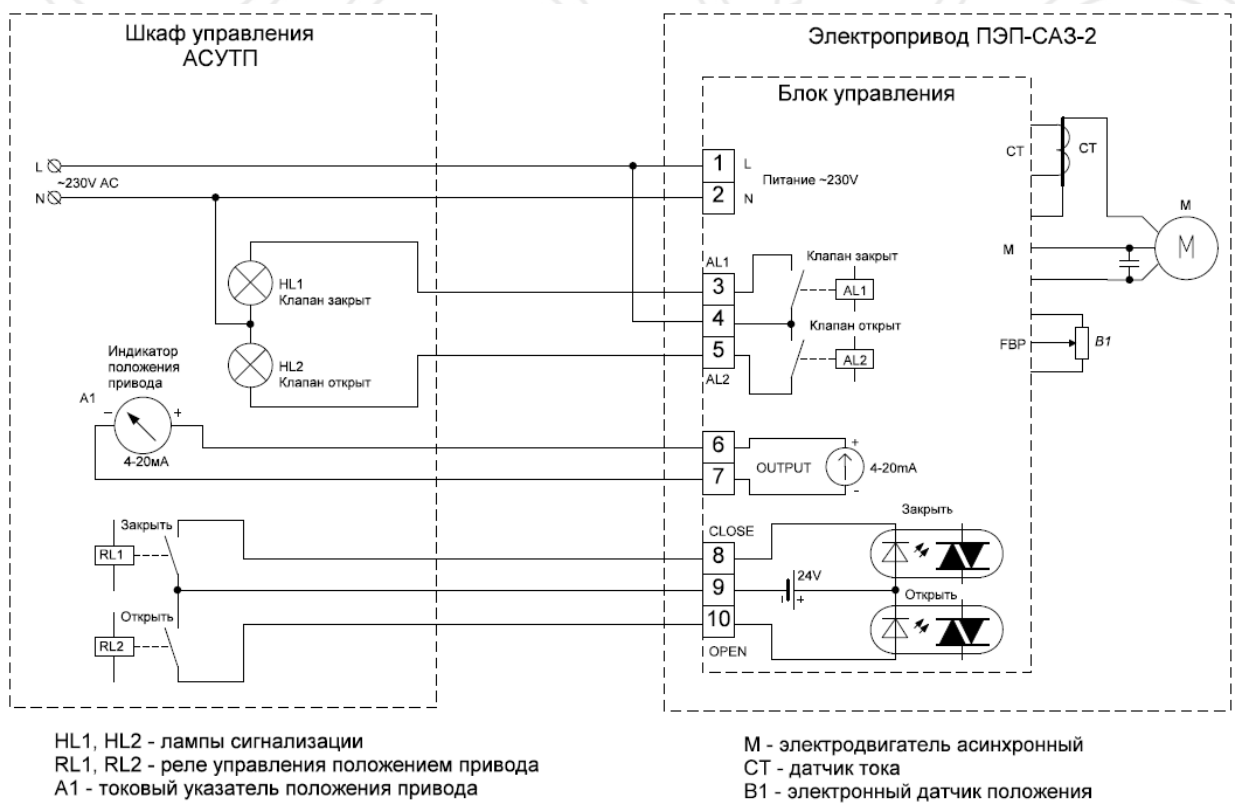 Шкаф управления
АСУТП
Электропривод ПЭП-САЗ-2
Блок управления
L
~230V AC
N
1
L
Питание ~230V
2
N
CT
CT
M
M
M
HL1
Клапан закрыт
HL2
Клапан открыт
AL1
3
4
5
AL2
Клапан закрыт
AL1
Клапан открыт
AL2
FBP
B1
Индикатор
положения
привода
A1
–
+
4-20мА
6
7
OUTPUT
+
-
4-20mA
Закрыть
RL1
Открыть
RL2
CLOSE
8
9
10
OPEN
24V
+
Закрыть
Открыть
HL1, HL2 - лампы сигнализации
RL1, RL2 - реле управления положением привода
A1 - токовый указатель положения привода
М - электродвигатель асинхронный
СТ - датчик тока
В1 - электронный датчик положения